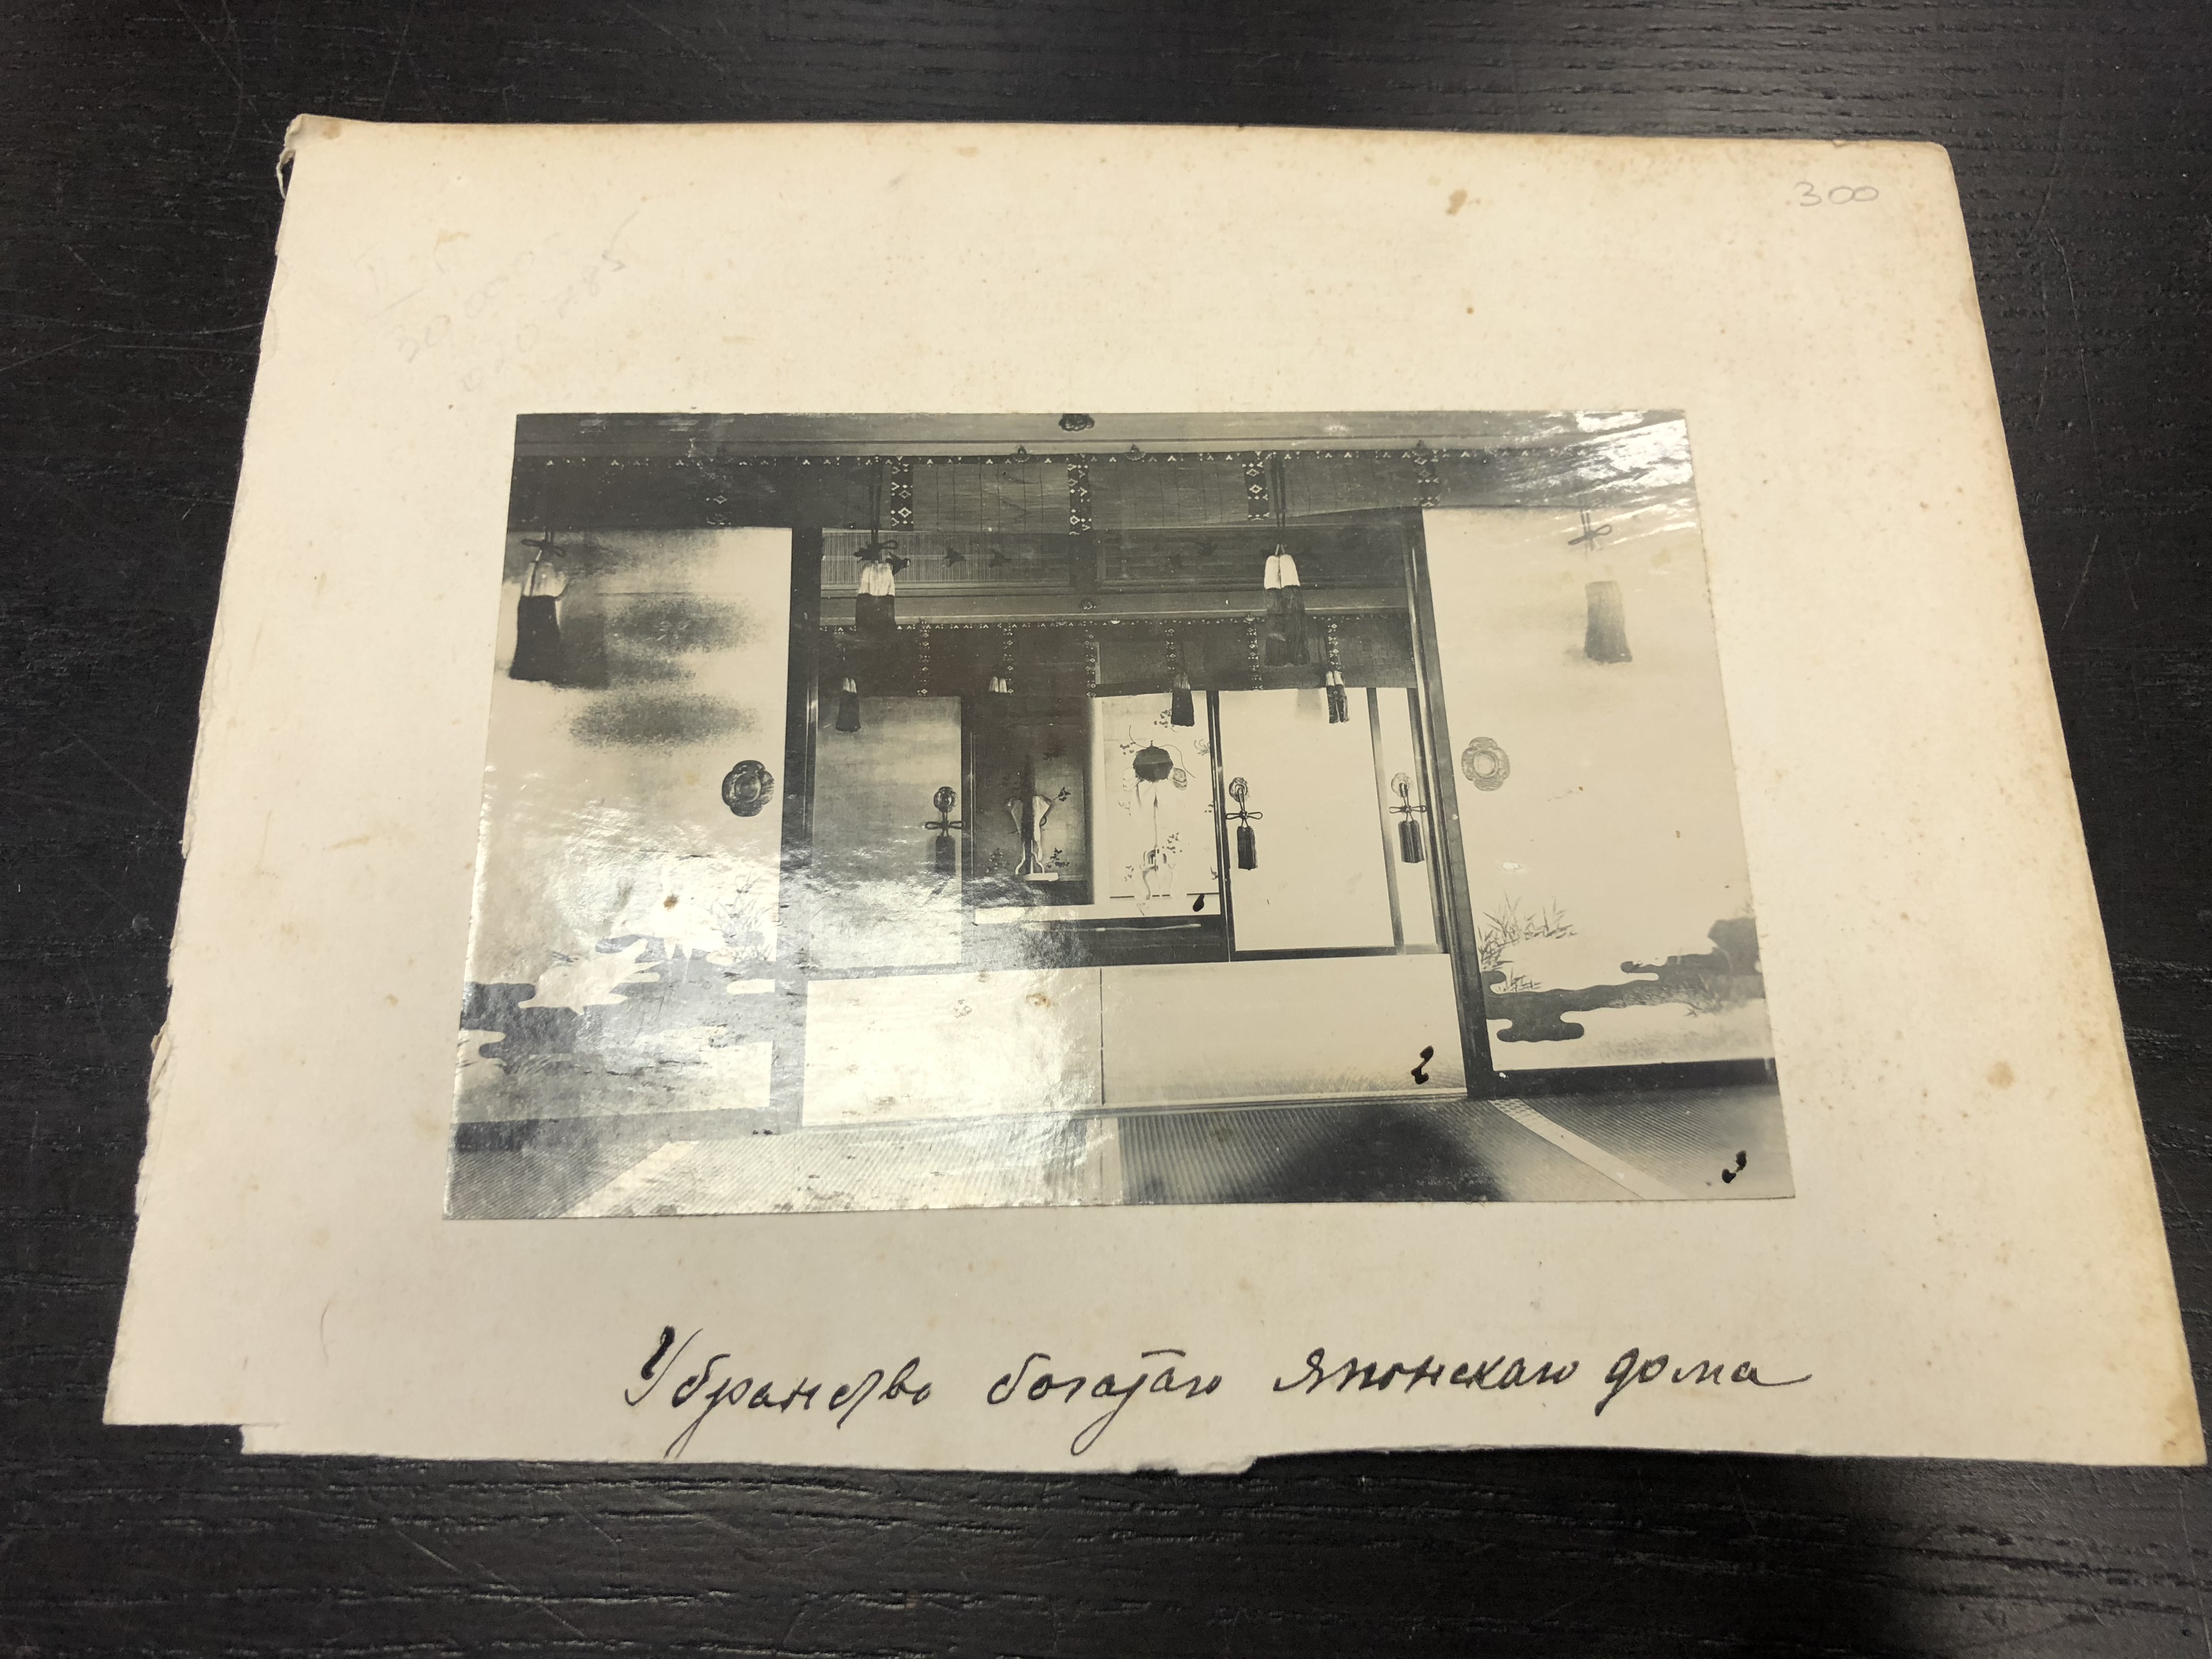 300
Убранство богатаго японскаго дома